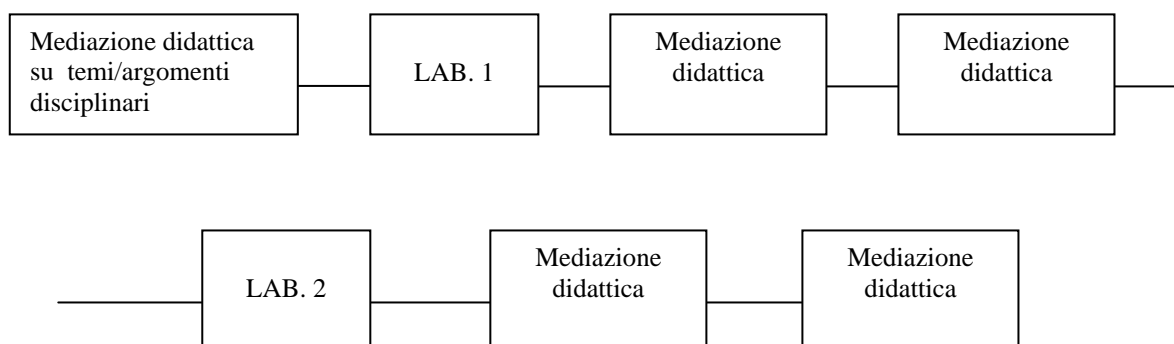 Mediazione didattica
su temi/argomenti
disciplinari
LAB. 1
Mediazione
didattica
Mediazione
didattica
LAB. 2
Mediazione
didattica
Mediazione
didattica